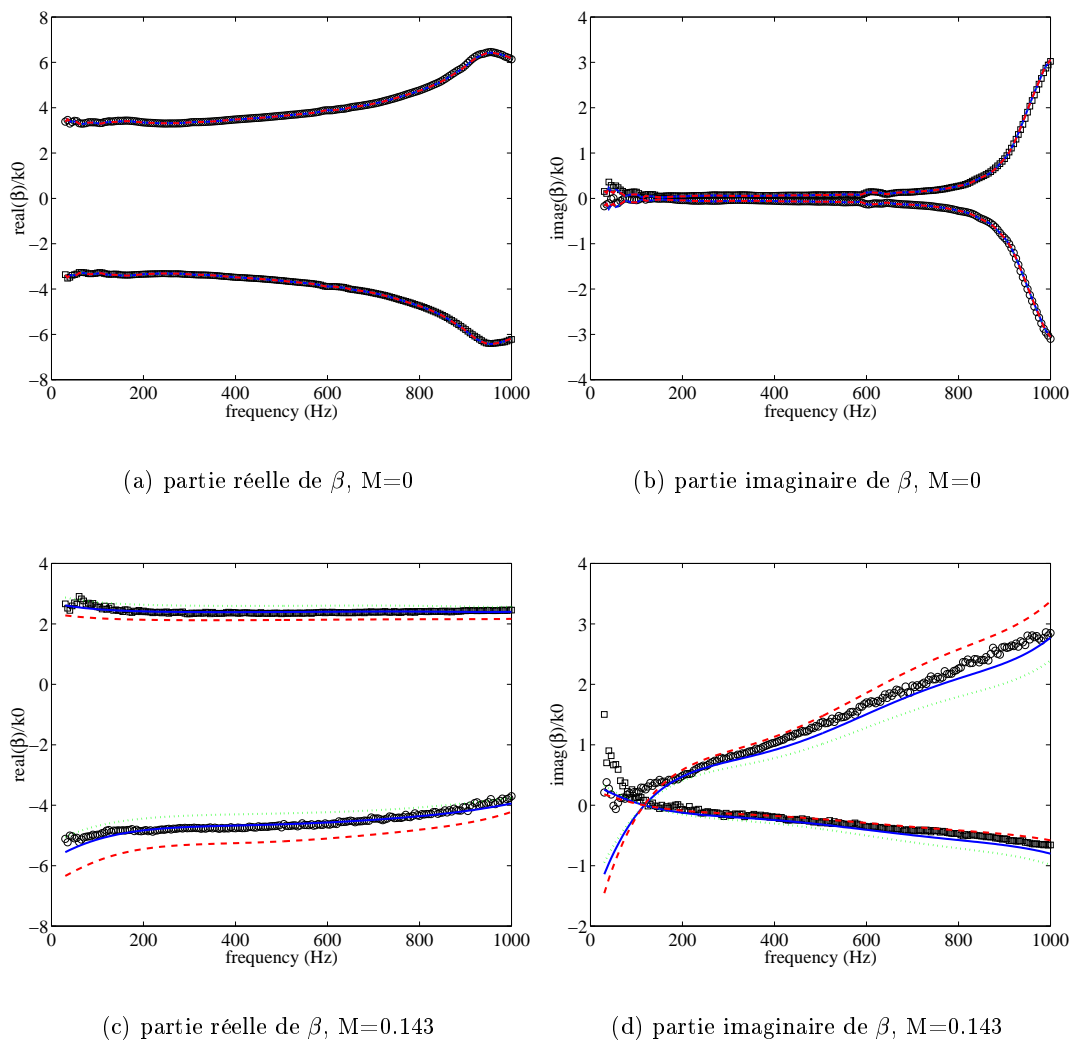 8
6
4
2
0
−2
−4
−6
−8
0 200 400 600 800 1000
frequency (Hz)
real(β)/k0
4
3
2
1
0
−1
−2
−3
−4
0 200 400 600 800 1000
frequency (Hz)
imag(β)/k0
(a) partie réelle de β, M=0
(b) partie imaginaire de β, M=0
4
2
0
−2
−4
−6
−8
0 200 400 600 800 1000
frequency (Hz)
real(β)/k0
4
3
2
1
0
−1
−2
0 200 400 600 800 1000
frequency (Hz)
imag(β)/k0
(c) partie réelle de β, M=0.143
(d) partie imaginaire de β, M=0.143